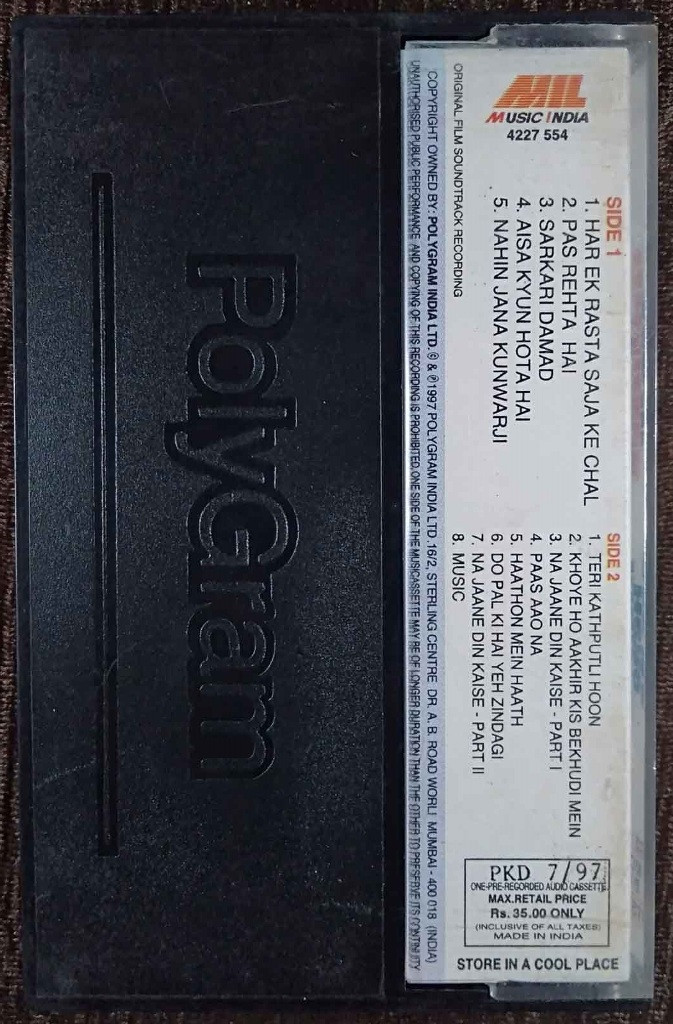 PolyGram
MIL
MUSIC INDIA
4227 554
SIDE 1
1. HAR EK RASTA SAJA KE CHAL
2. PAS REHTA HAI
3. SARKARI DAMAD
4. AISA KYUN HOTA HAI
5. NAHIN JANA KUNWARJI
SIDE 2
1. TERI KATHPUTLI HOON
2. KHOYE HO AAKHIR KIS BEKHUDI MEIN
3. NA JAANE DIN KAISE - PART I
4. PAAS AAO NA
5. HAATHON MEIN HAATH
6. DO PAL KI HAI YEH ZINDAGI
7. NA JAANE DIN KAISE - PART II
8. MUSIC
PKD 7/97
ONE-PRE-RECORDED AUDIO CASSETTE
MAX.RETAIL PRICE
Rs. 35.00 ONLY
(INCLUSIVE OF ALL TAXES)
MADE IN INDIA
STORE IN A COOL PLACE
ORIGINAL FILM SOUNDTRACK RECORDING
COPYRIGHT OWNED BY: POLYGRAM INDIA LTD. © & ℗ 1997 POLYGRAM INDIA LTD. 16/2, STERLING CENTRE DR. A. B. ROAD WORLI MUMBAI - 400 018 (INDIA)
UNAUTHORISED PUBLIC PERFORMANCE AND COPYING OF THIS RECORDING IS PROHIBITED. ONE SIDE OF THE MUSICASSETTE MAY BE OF LONGER DURATION THAN THE OTHER TO PRESERVE ITS CONTINUITY